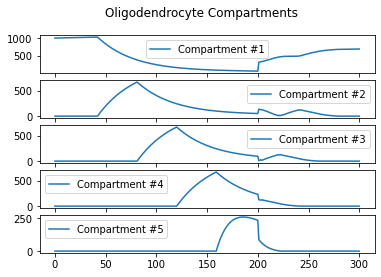 Oligodendrocyte Compartments
1000
500
Compartment #1
500
0
Compartment #2
500
0
Compartment #3
500
0
Compartment #4
250
0
Compartment #5
0 50 100 150 200 250 300